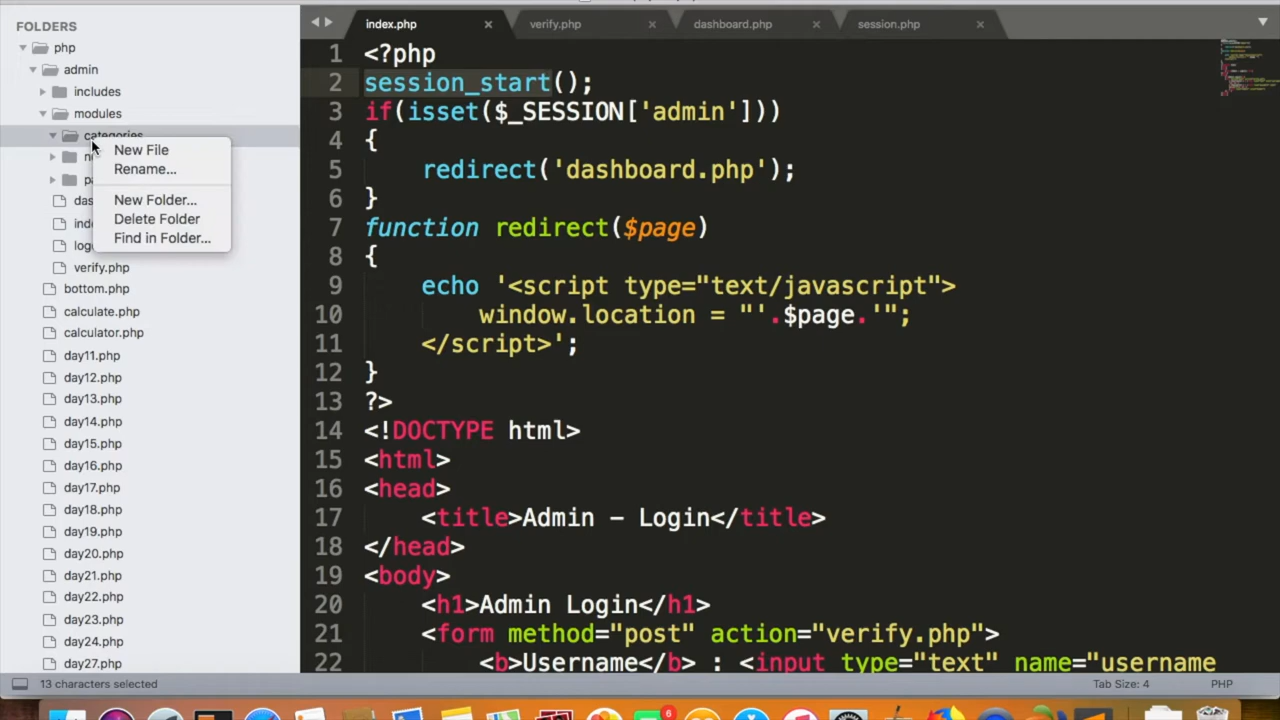 FOLDERS
php
admin
includes
modules
categories
New File
Rename...
New Folder...
Delete Folder
Find in Folder...
verify.php
bottom.php
calculate.php
calculator.php
day11.php
day12.php
day13.php
day14.php
day15.php
day16.php
day17.php
day18.php
day19.php
day20.php
day21.php
day22.php
day23.php
day24.php
day27.php
index.php
verify.php
dashboard.php
session.php
1 <?php
2 session_start();
3 if(isset($_SESSION['admin']))
4 {
5 redirect('dashboard.php');
6 }
7 function redirect($page)
8 {
9 echo '<script type="text/javascript">
10 window.location = "'.$page.'";
11 </script>';
12 }
13 ?>
14 <!DOCTYPE html>
15 <html>
16 <head>
17 <title>Admin - Login</title>
18 </head>
19 <body>
20 <h1>Admin Login</h1>
21 <form method="post" action="verify.php">
22 <b>Username</b> : <input type="text" name="username
13 characters selected
Tab Size: 4
PHP
6